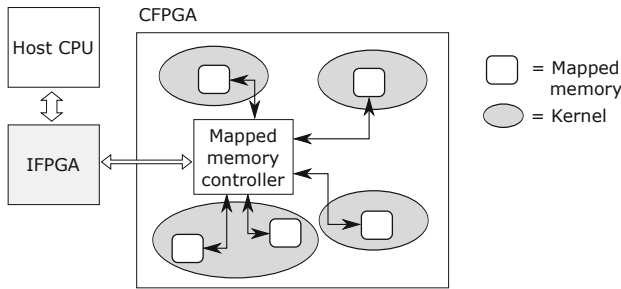 CFPGA
Host CPU
IFPGA
Mapped
memory
controller
= Mapped
memory
= Kernel